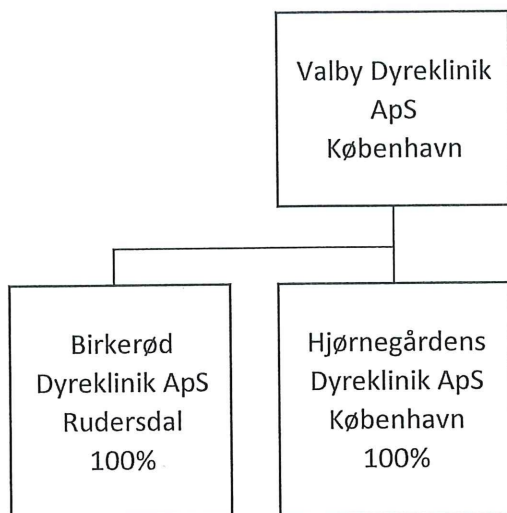 Valby Dyreklinik
ApS
København
Birkerød
Dyreklinik ApS
Rudersdal
100%
Hjørnegårdens
Dyreklinik ApS
København
100%